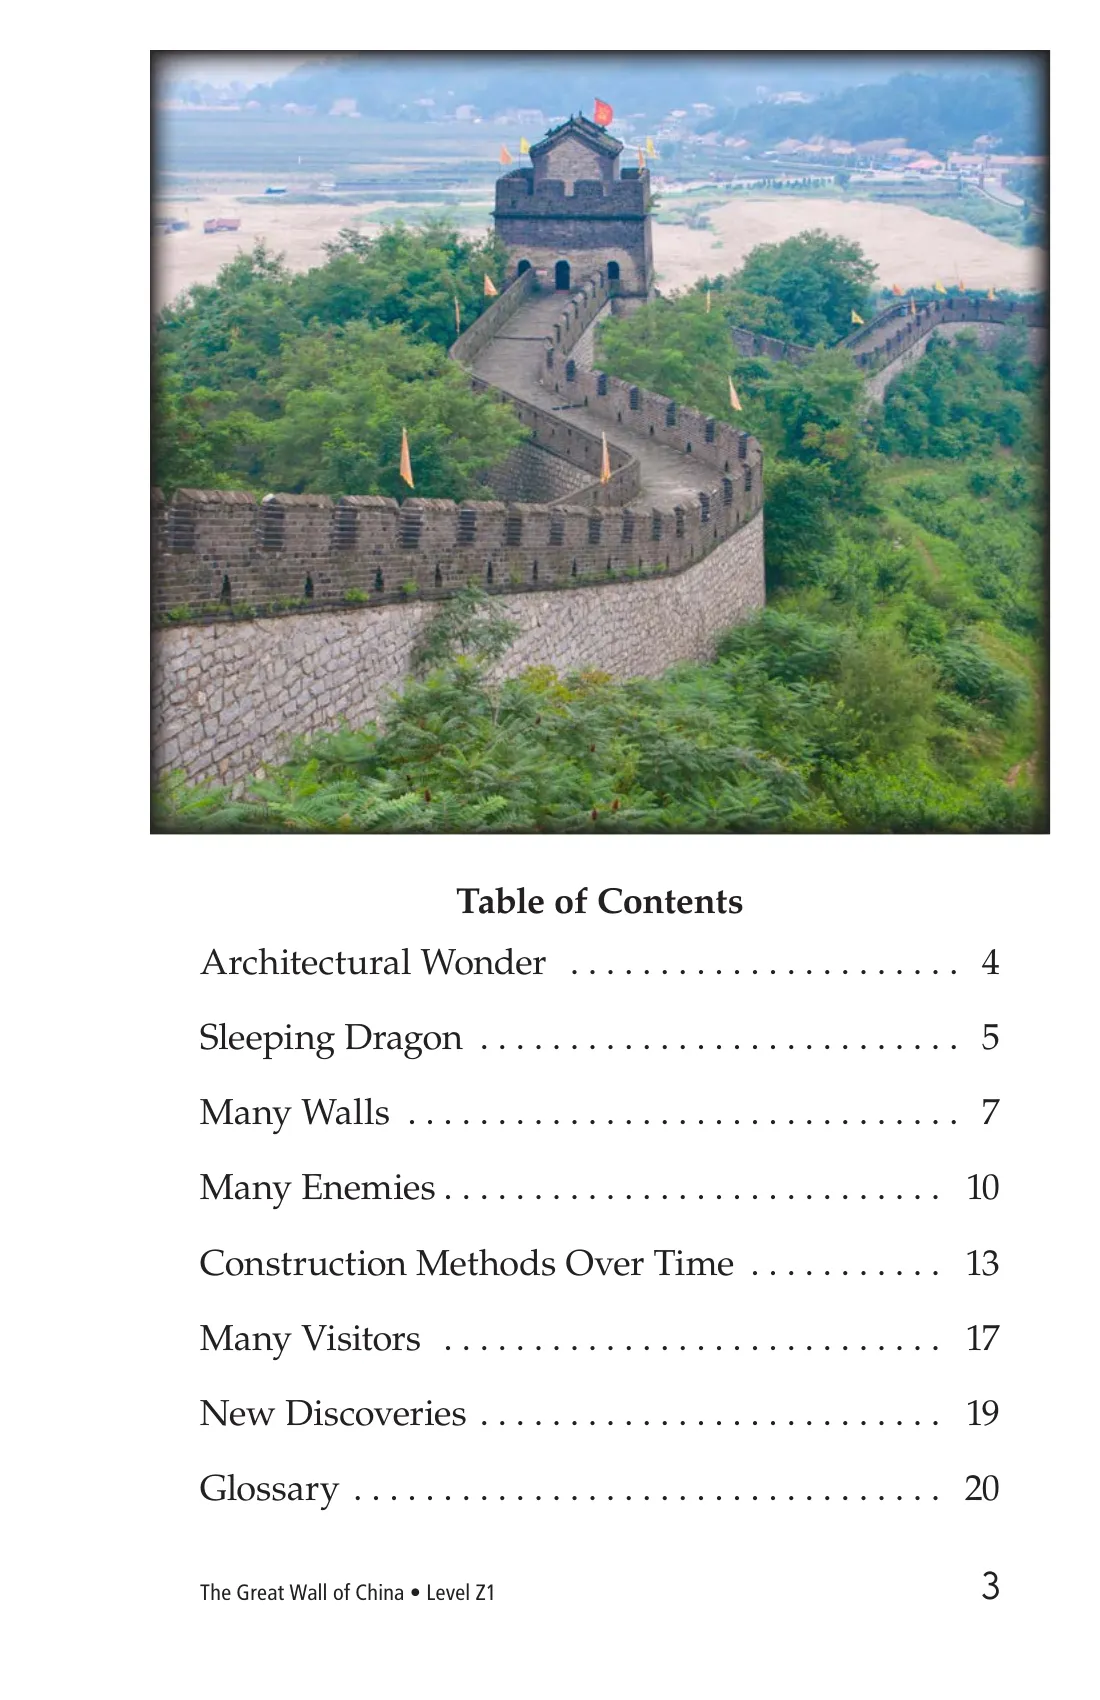 Table of Contents
Architectural Wonder . . . . . . . . . . . . . . . . . . . . . . 4
Sleeping Dragon . . . . . . . . . . . . . . . . . . . . . . . . . . . 5
Many Walls . . . . . . . . . . . . . . . . . . . . . . . . . . . . . . . 7
Many Enemies . . . . . . . . . . . . . . . . . . . . . . . . . . . . 10
Construction Methods Over Time . . . . . . . . . . . 13
Many Visitors . . . . . . . . . . . . . . . . . . . . . . . . . . . . 17
New Discoveries . . . . . . . . . . . . . . . . . . . . . . . . . . 19
Glossary . . . . . . . . . . . . . . . . . . . . . . . . . . . . . . . . . 20
The Great Wall of China • Level Z1 3